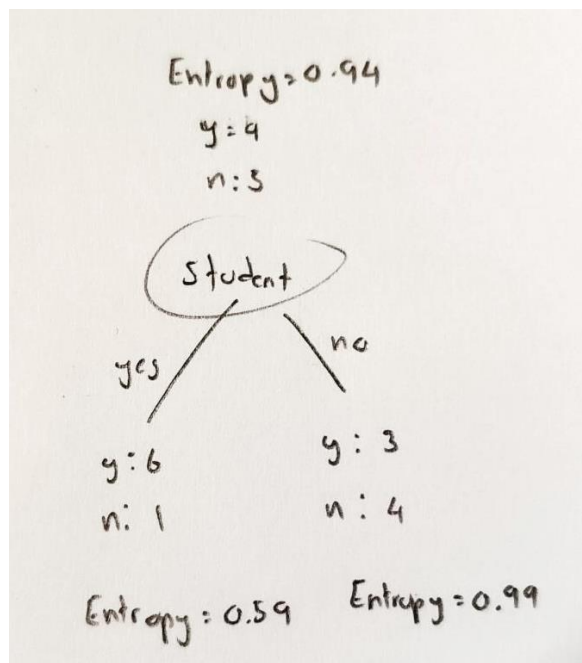 Entropy = 0.94
y: 9
n: 5
Student
yes
no
y: 6
n: 1
y: 3
n: 4
Entropy = 0.59
Entropy = 0.99